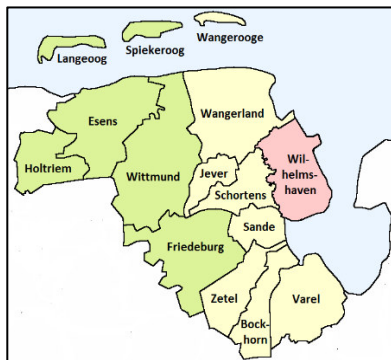 Wangerooge
Spiekeroog
Langeoog
Wangerland
Esens
Wil-
helms-
haven
Holtriem
Wittmund
Jever
Schortens
Sande
Friedeburg
Zetel
Varel
Bock-
horn